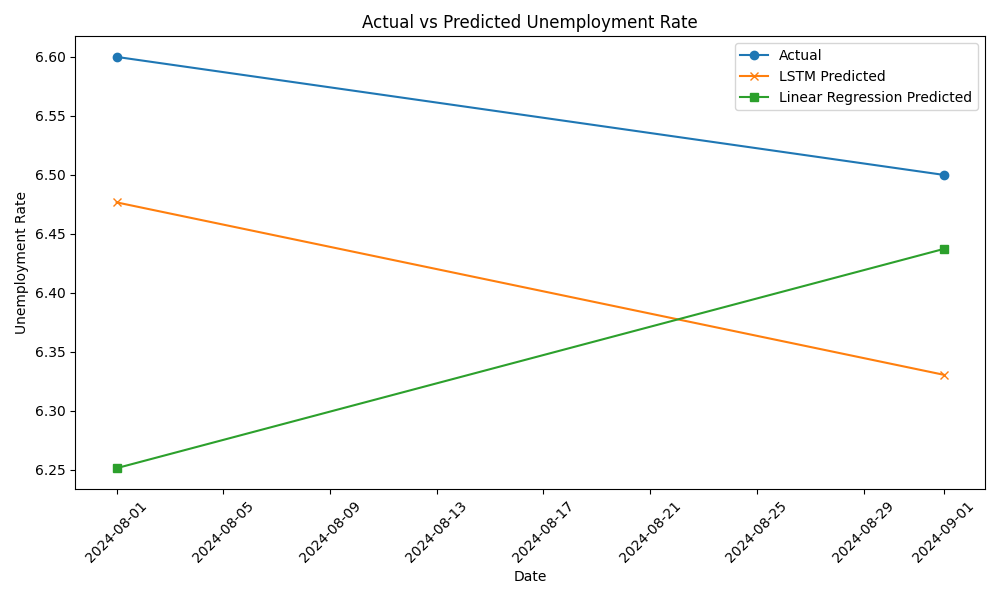 Actual vs Predicted Unemployment Rate
Actual
LSTM Predicted
Linear Regression Predicted
Unemployment Rate
6.60
6.55
6.50
6.45
6.40
6.35
6.30
6.25
2024-08-01
2024-08-05
2024-08-09
2024-08-13
2024-08-17
2024-08-21
2024-08-25
2024-08-29
2024-09-01
Date